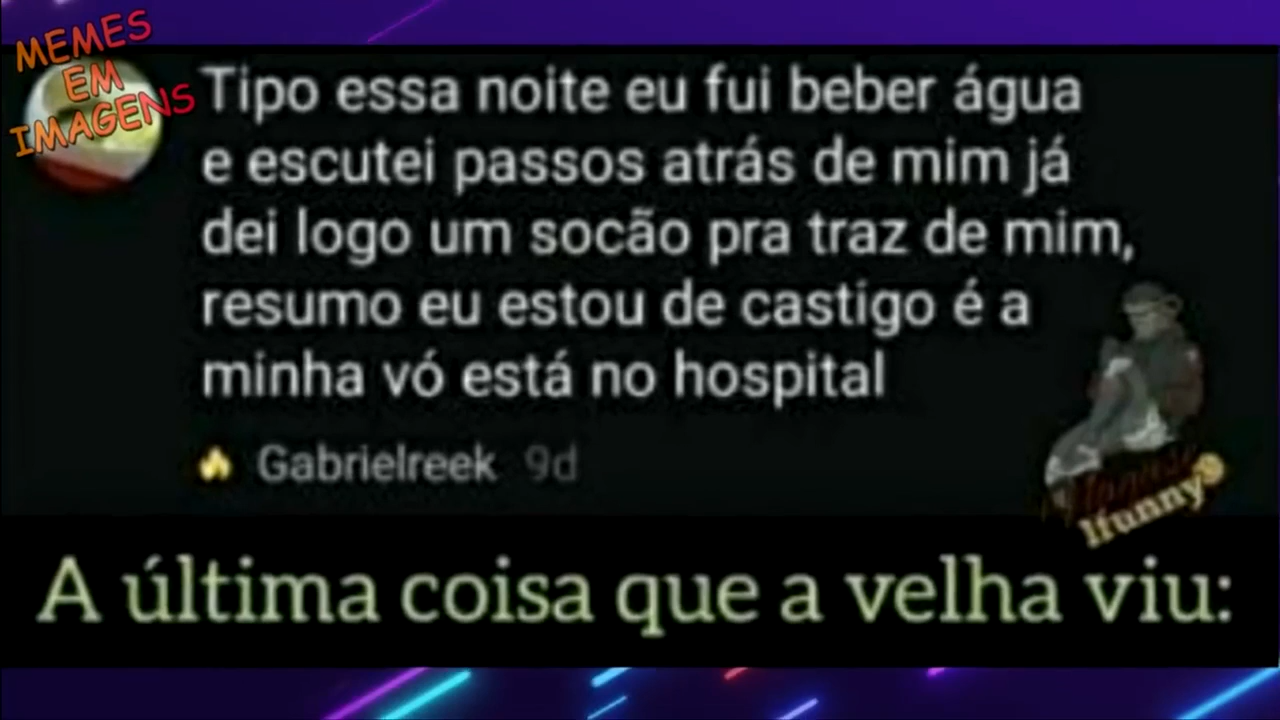 MEMES
EM
IMAGENS
Tipo essa noite eu fui beber água
e escutei passos atrás de mim já
dei logo um socão pra traz de mim,
resumo eu estou de castigo é a
minha vó está no hospital
Gabrielreek 9d
Ifunny
A última coisa que a velha viu: